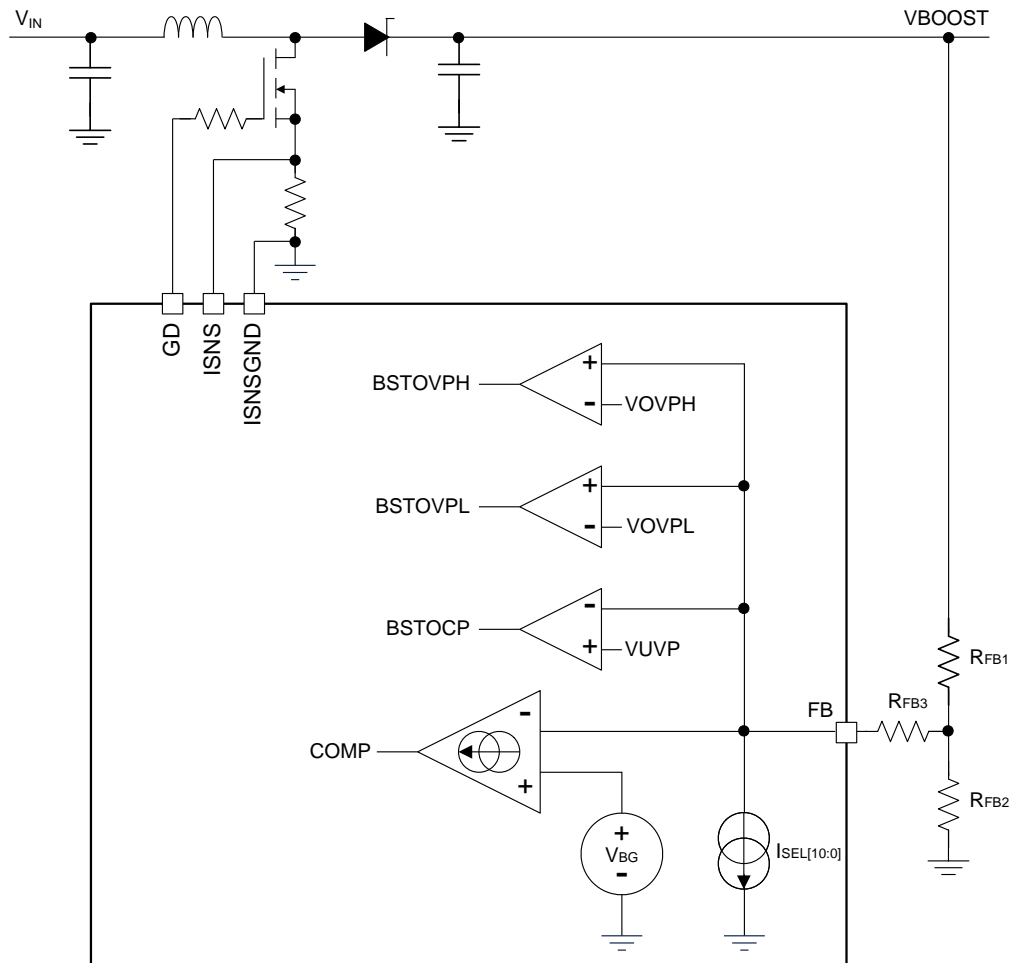 VIN
VBOOST
GD
ISNS
ISNSGND
+
BSTOVPH
-
VOVPH
+
BSTOVPL
-
VOVPL
-
BSTOCP
+
VUVP
RFB1
FB
RFB3
-
COMP
+
RFB2
+
VBG
-
ISEL[10:0]